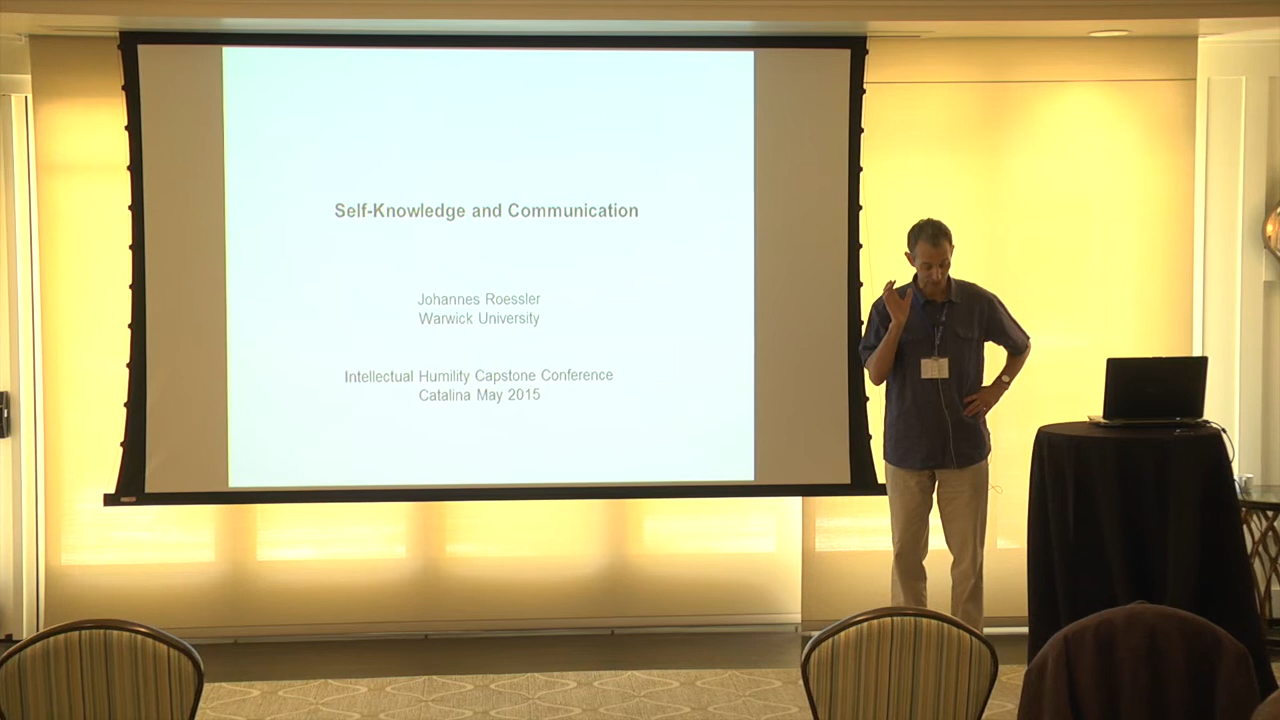 Self-Knowledge and Communication
Johannes Roessler
Warwick University
Intellectual Humility Capstone Conference
Catalina May 2015